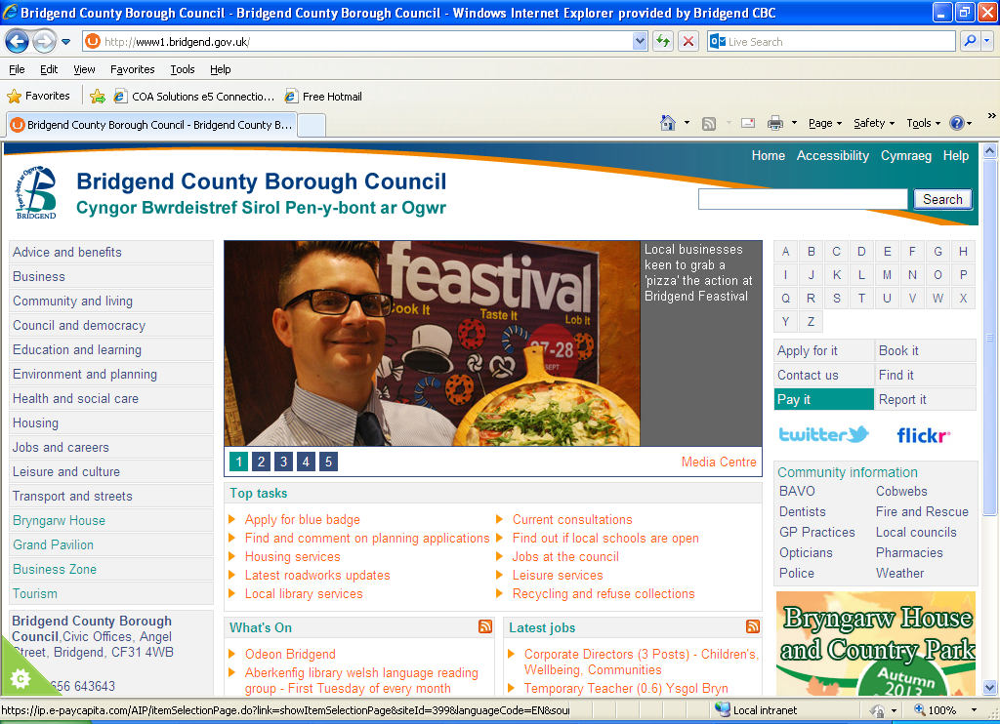 Bridgend County Borough Council - Bridgend County Borough Council - Windows Internet Explorer provided by Bridgend CBC
http://www1.bridgend.gov.uk/
Live Search
File Edit View Favorites Tools Help
Favorites COA Solutions e5 Connectio... Free Hotmail
Bridgend County Borough Council - Bridgend County B...
Page Safety Tools
Home Accessibility Cymraeg Help
BRIDGEND
Bridgend County Borough Council
Cyngor Bwrdeistref Sirol Pen-y-bont ar Ogwr
Search
Advice and benefits
Business
Community and living
Council and democracy
Education and learning
Environment and planning
Health and social care
Housing
Jobs and careers
Leisure and culture
Transport and streets
Bryngarw House
Grand Pavilion
Business Zone
Tourism
Bridgend County Borough
Council,Civic Offices, Angel
Street, Bridgend, CF31 4WB
656 643643
feastival
Cook It
Taste It
Lob It
27-28
SEPT
Local businesses
keen to grab a
'pizza' the action at
Bridgend Feastival
1 2 3 4 5
Media Centre
Top tasks
Apply for blue badge
Find and comment on planning applications
Housing services
Latest roadworks updates
Local library services
Current consultations
Find out if local schools are open
Jobs at the council
Leisure services
Recycling and refuse collections
What's On
Odeon Bridgend
Aberkenfig library welsh language reading
group - First Tuesday of every month
Latest jobs
Corporate Directors (3 Posts) - Children's,
Wellbeing, Communities
Temporary Teacher (0.6) Ysgol Bryn
A B C D E F G H
I J K L M N O P
Q R S T U V W X
Y Z
Apply for it Book it
Contact us Find it
Pay it Report it
twitter flickr
Community information
BAVO Cobwebs
Dentists Fire and Rescue
GP Practices Local councils
Opticians Pharmacies
Police Weather
Bryngarw House
and Country Park
Autumn
2013
https://ip.e-paycapita.com/AIP/itemSelectionPage.do?link=showItemSelectionPage&siteId=399&languageCode=EN&sour
Local intranet
100%